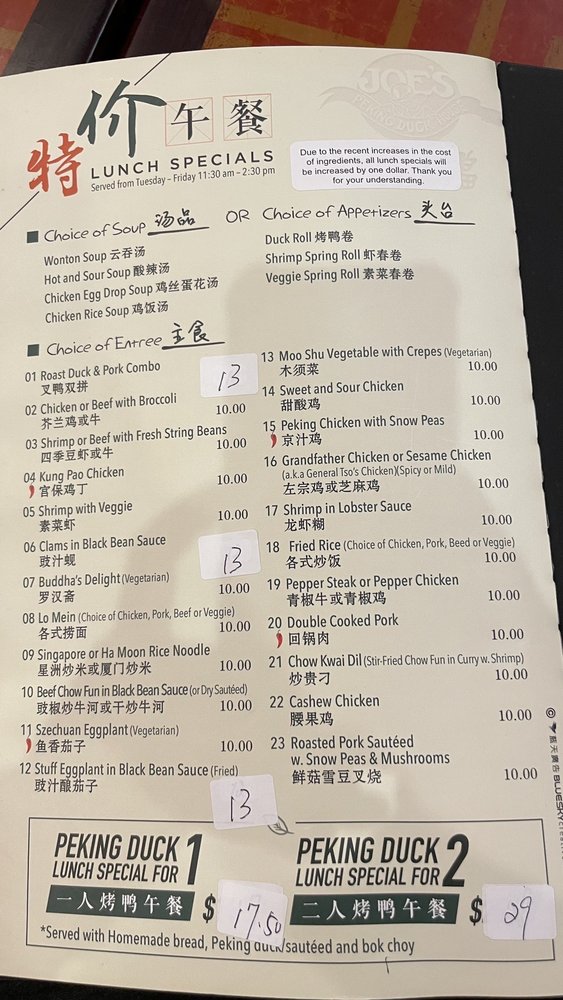 JOE'S
PEKING DUCK
特价午餐
LUNCH SPECIALS
Served from Tuesday – Friday 11:30 am – 2:30 pm
Due to the recent increases in the cost
of ingredients, all lunch specials will
be increased by one dollar. Thank you
for your understanding.
Choice of Soup 汤品 OR Choice of Appetizers 头台
Wonton Soup 云吞汤
Hot and Sour Soup 酸辣汤
Chicken Egg Drop Soup 鸡丝蛋花汤
Chicken Rice Soup 鸡饭汤
Duck Roll 烤鸭卷
Shrimp Spring Roll 虾春卷
Veggie Spring Roll 素菜春卷
Choice of Entree 主食
01 Roast Duck & Pork Combo
叉鸭双拼 13
02 Chicken or Beef with Broccoli
芥兰鸡或牛 10.00
03 Shrimp or Beef with Fresh String Beans
四季豆虾或牛 10.00
04 Kung Pao Chicken
宫保鸡丁 10.00
05 Shrimp with Veggie
素菜虾 10.00
06 Clams in Black Bean Sauce
豉汁蚬 13
07 Buddha's Delight (Vegetarian)
罗汉斋 10.00
08 Lo Mein (Choice of Chicken, Pork, Beef or Veggie)
各式捞面 10.00
09 Singapore or Ha Moon Rice Noodle
星洲炒米或厦门炒米 10.00
10 Beef Chow Fun in Black Bean Sauce (or Dry Sautéed)
豉椒炒牛河或干炒牛河 10.00
11 Szechuan Eggplant (Vegetarian)
鱼香茄子 10.00
12 Stuff Eggplant in Black Bean Sauce (Fried)
豉汁酿茄子
13
13 Moo Shu Vegetable with Crepes (Vegetarian)
木须菜 10.00
14 Sweet and Sour Chicken
甜酸鸡 10.00
15 Peking Chicken with Snow Peas
京汁鸡 10.00
16 Grandfather Chicken or Sesame Chicken
(a.k.a General Tso's Chicken)(Spicy or Mild)
左宗鸡或芝麻鸡 10.00
17 Shrimp in Lobster Sauce
龙虾糊 10.00
18 Fried Rice (Choice of Chicken, Pork, Beed or Veggie)
各式炒饭 10.00
19 Pepper Steak or Pepper Chicken
青椒牛或青椒鸡 10.00
20 Double Cooked Pork
回锅肉 10.00
21 Chow Kwai Dil (Stir-Fried Chow Fun in Curry w. Shrimp)
炒贵刁 10.00
22 Cashew Chicken
腰果鸡 10.00
23 Roasted Pork Sautéed
w. Snow Peas & Mushrooms
鲜菇雪豆叉烧 10.00
PEKING DUCK
LUNCH SPECIAL FOR 1
一人烤鸭午餐 $ 17.50
PEKING DUCK
LUNCH SPECIAL FOR 2
二人烤鸭午餐 $ 29
*Served with Homemade bread, Peking duck/sautéed and bok choy
蓝天广告 BLUESKY